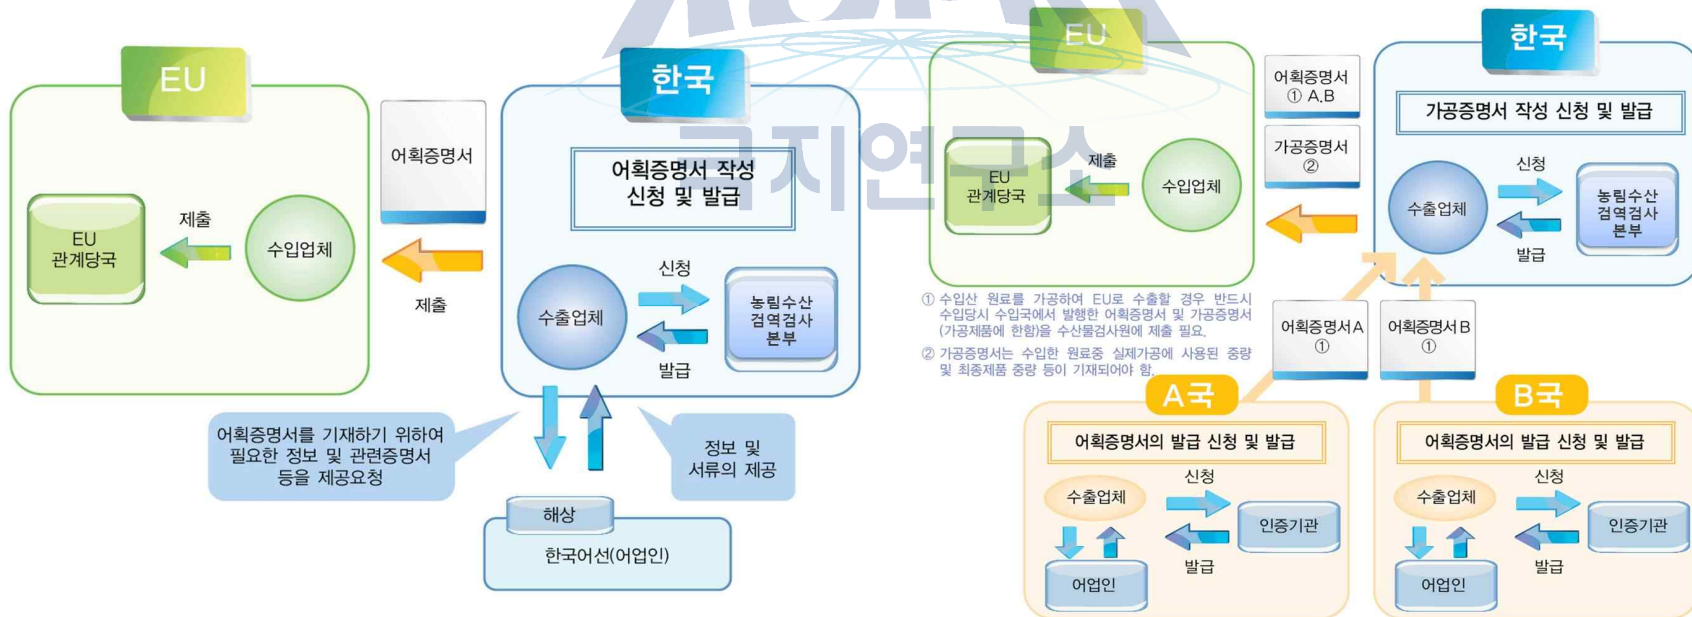 EU
한국
어획증명서
어획증명서 작성
신청 및 발급
EU
관계당국
제출
수입업체
제출
수출업체
신청
발급
농림수산
검역검사
본부
어획증명서를 기재하기 위하여
필요한 정보 및 관련증명서
등을 제공요청
정보 및
서류의 제공
해상
한국어선(어업인)
극지연구소
EU
한국
어획증명서
① A.B
가공증명서
②
가공증명서 작성 신청 및 발급
EU
관계당국
제출
수입업체
수출업체
신청
발급
농림수산
검역검사
본부
① 수입산 원료를 가공하여 EU로 수출할 경우 반드시
수입당시 수입국에서 발행한 어획증명서 및 가공증명서
(가공제품에 한함)을 수산물검사원에 제출 필요.
② 가공증명서는 수입한 원료중 실제가공에 사용된 중량
및 최종제품 중량 등이 기재되어야 함.
어획증명서A
①
어획증명서B
①
A국
어획증명서의 발급 신청 및 발급
수출업체
신청
발급
인증기관
어업인
B국
어획증명서의 발급 신청 및 발급
수출업체
신청
발급
인증기관
어업인